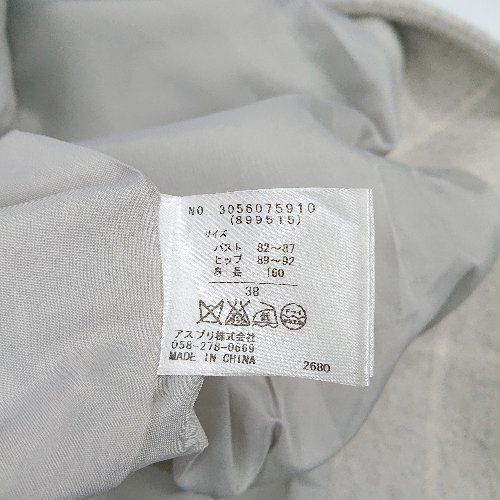 NO 3056075910
(899515)
サイズ
バスト 82～87
ヒップ 89～92
身長 160
38
アスプリ株式会社
058-278-0669
MADE IN CHINA
2680